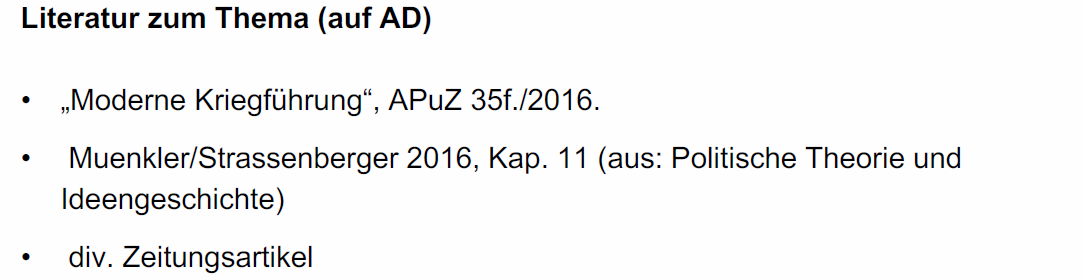 Literatur zum Thema (auf AD)
• „Moderne Kriegführung“, APuZ 35f./2016.
• Muenkler/Strassenberger 2016, Kap. 11 (aus: Politische Theorie und
Ideengeschichte)
• div. Zeitungsartikel